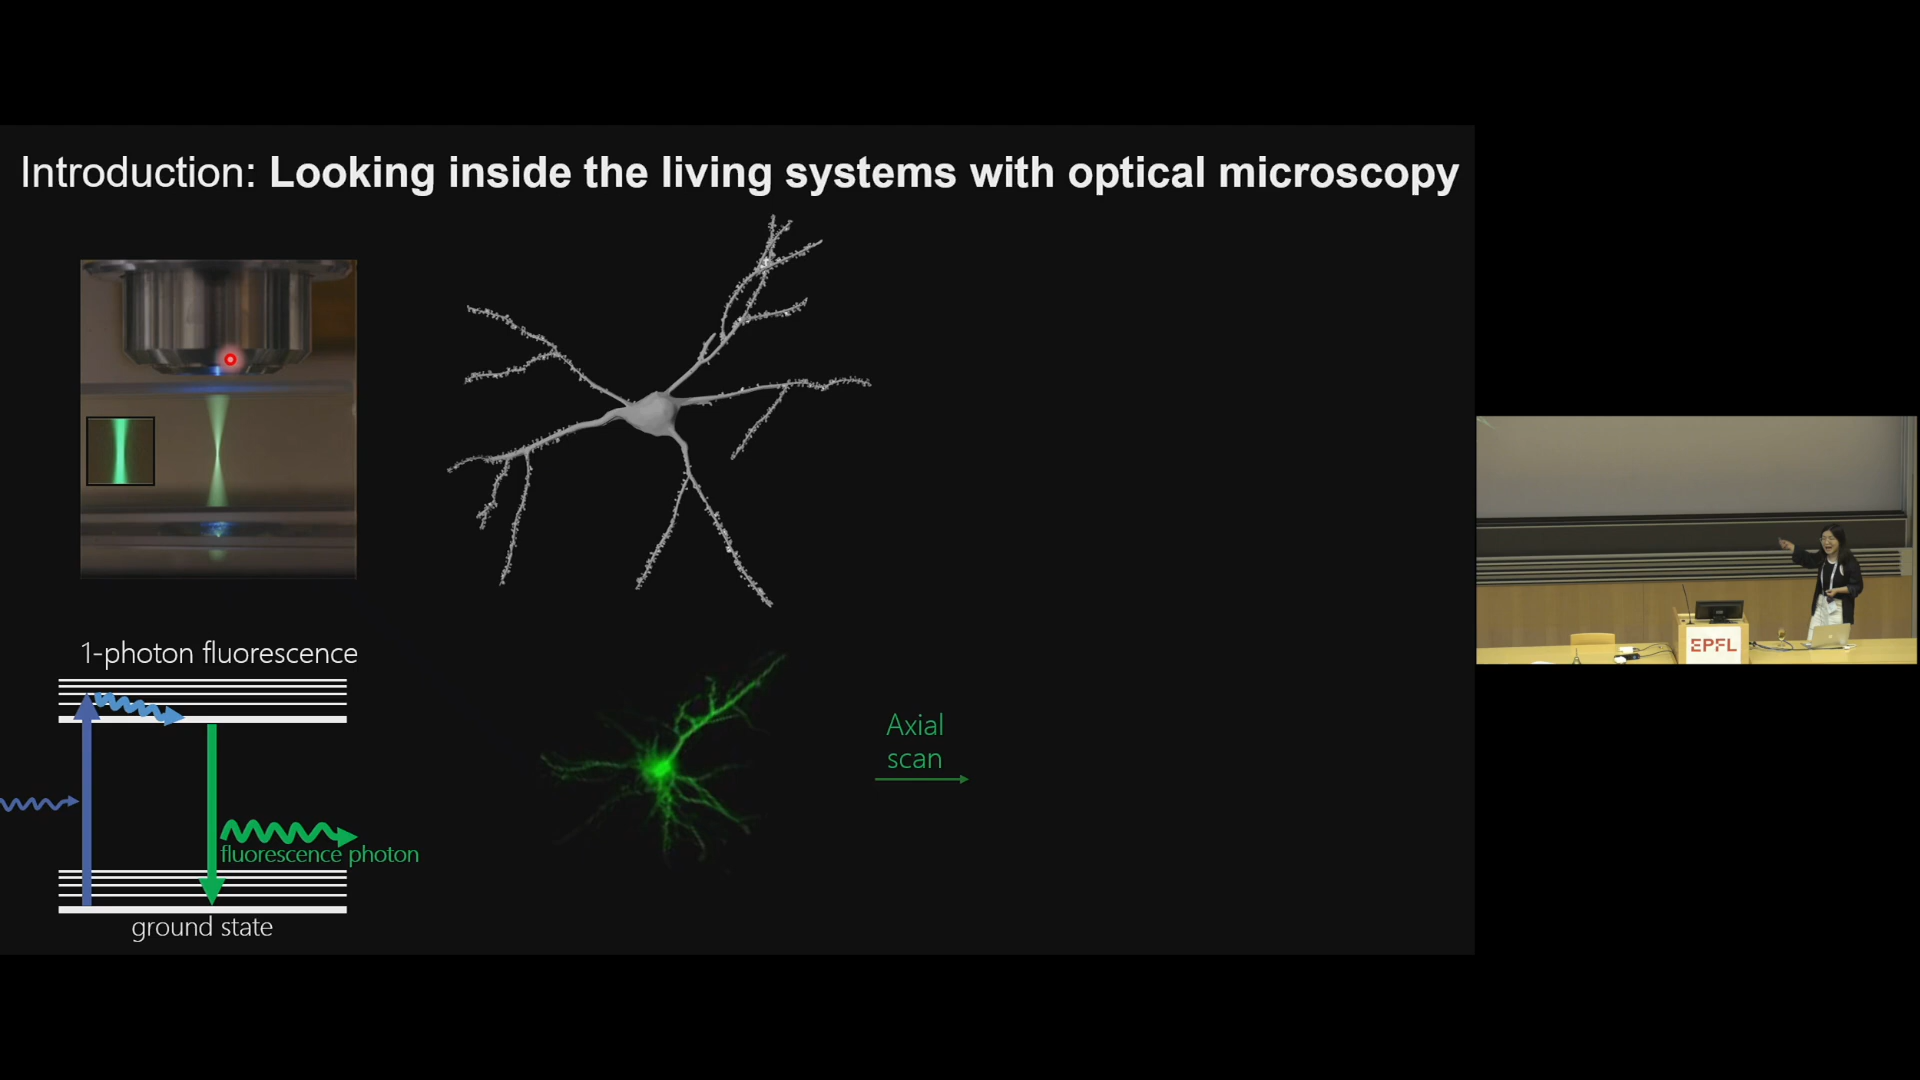 Introduction: Looking inside the living systems with optical microscopy
1-photon fluorescence
fluorescence photon
ground state
Axial
scan
EPFL